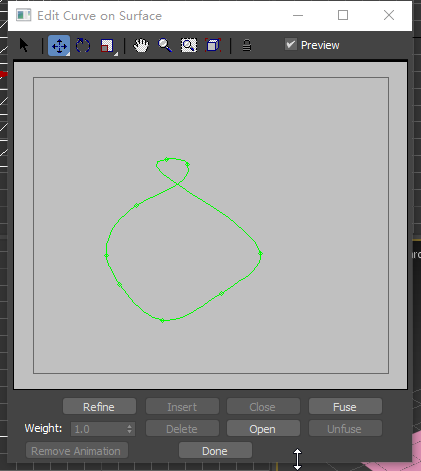 Edit Curve on Surface
Preview
Refine Insert Close Fuse
Weight: 1.0 Delete Open Unfuse
Remove Animation Done